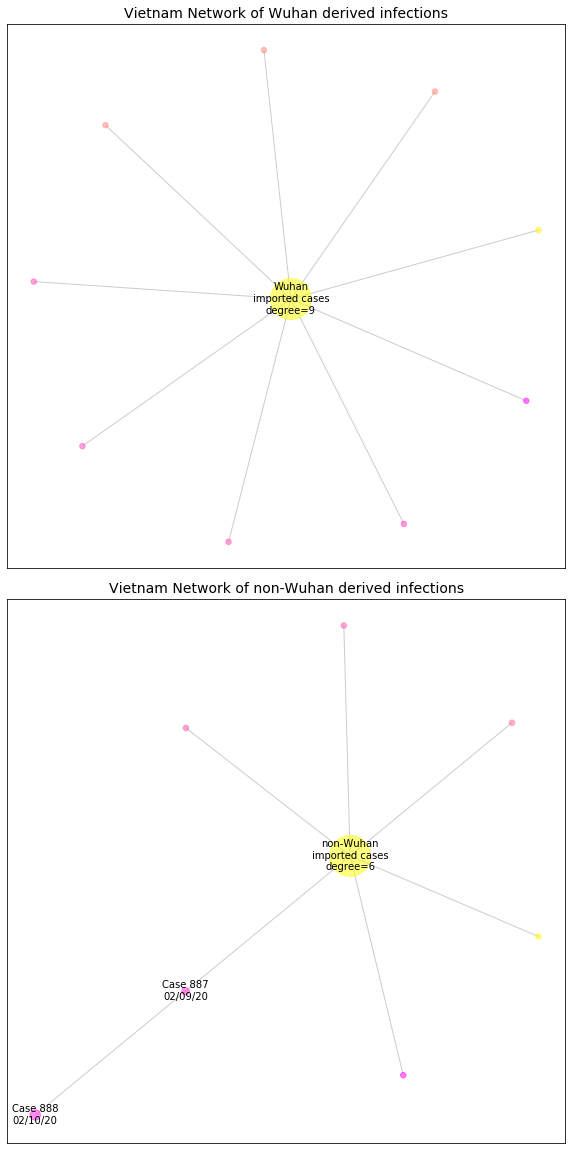 Vietnam Network of Wuhan derived infections
Wuhan
imported cases
degree=9
Vietnam Network of non-Wuhan derived infections
non-Wuhan
imported cases
degree=6
Case 887
02/09/20
Case 888
02/10/20